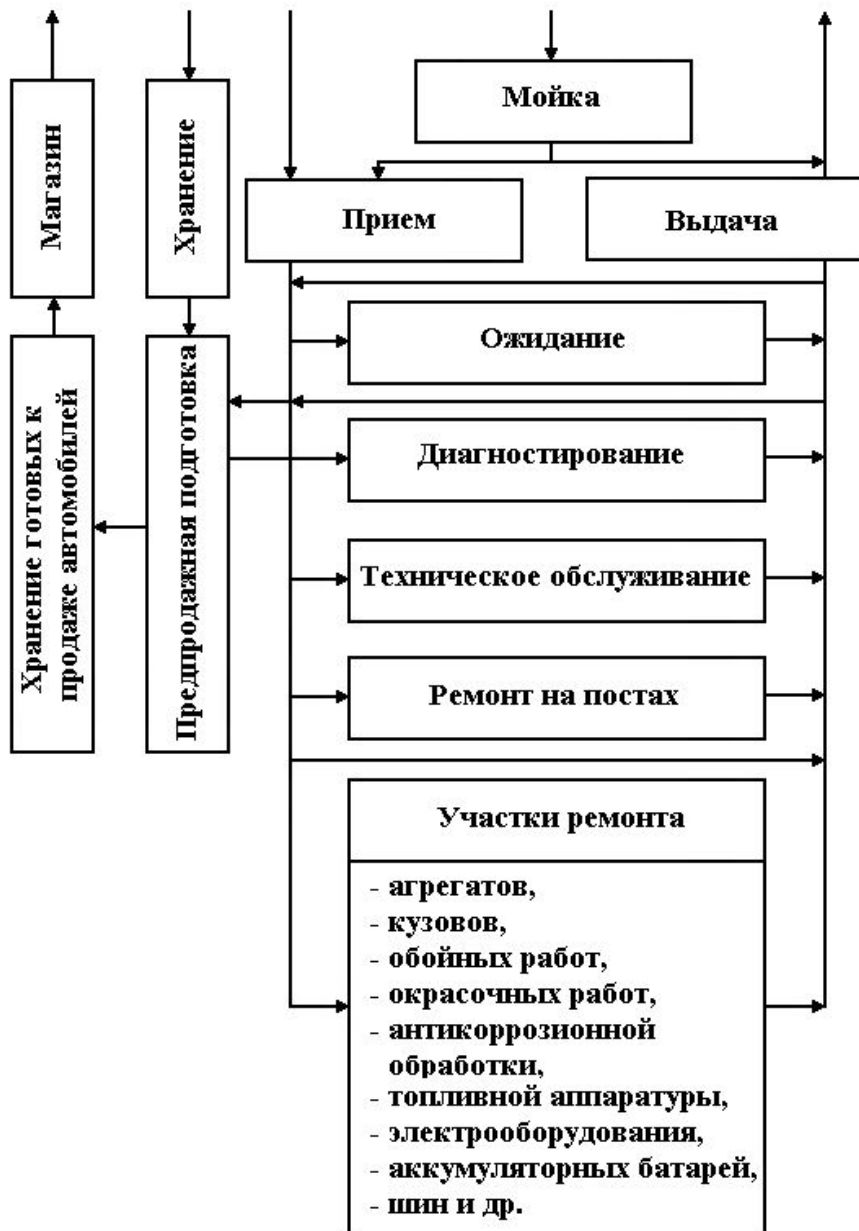 Магазин
Хранение
Мойка
Прием
Выдача
Ожидание
Хранение готовых к
продаже автомобилей
Предпродажная подготовка
Диагностирование
Техническое обслуживание
Ремонт на постах
Участки ремонта
- агрегатов,
- кузовов,
- обойных работ,
- окрасочных работ,
- антикоррозионной
обработки,
- топливной аппаратуры,
- электрооборудования,
- аккумуляторных батарей,
- шин и др.